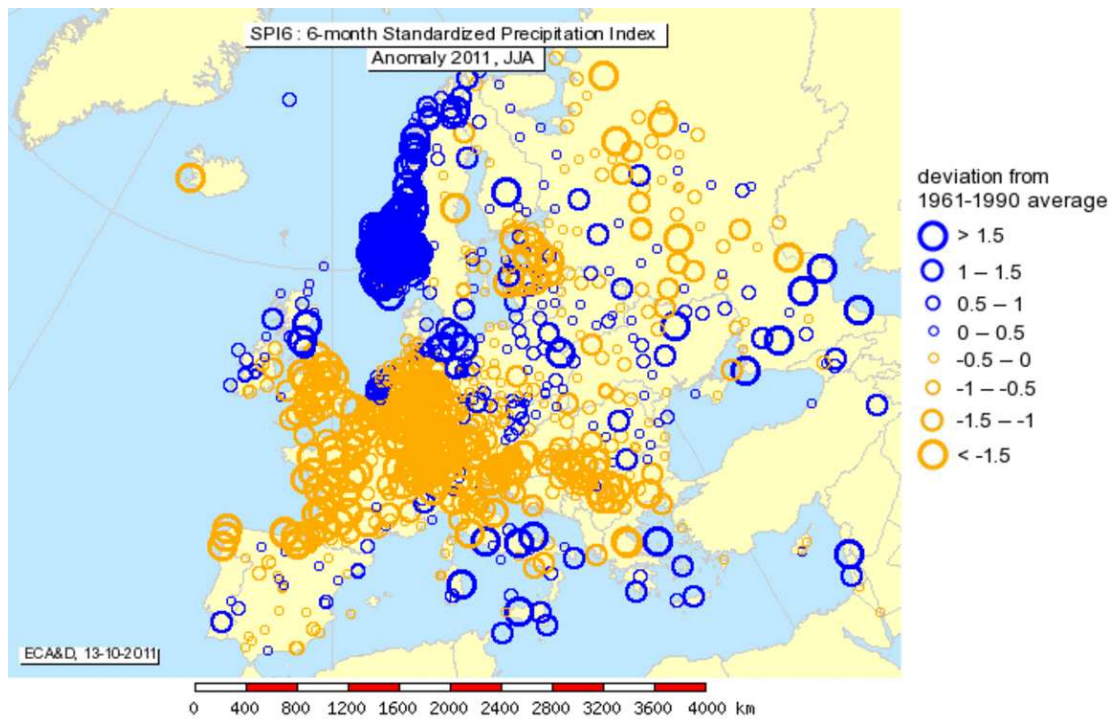 SPI6 : 6-month Standardized Precipitation Index
Anomaly 2011 , JJA
deviation from
1961-1990 average
> 1.5
1 – 1.5
0.5 – 1
0 – 0.5
-0.5 – 0
-1 – -0.5
-1.5 – -1
< -1.5
ECA&D, 13-10-2011
0 400 800 1200 1600 2000 2400 2800 3200 3600 4000 km